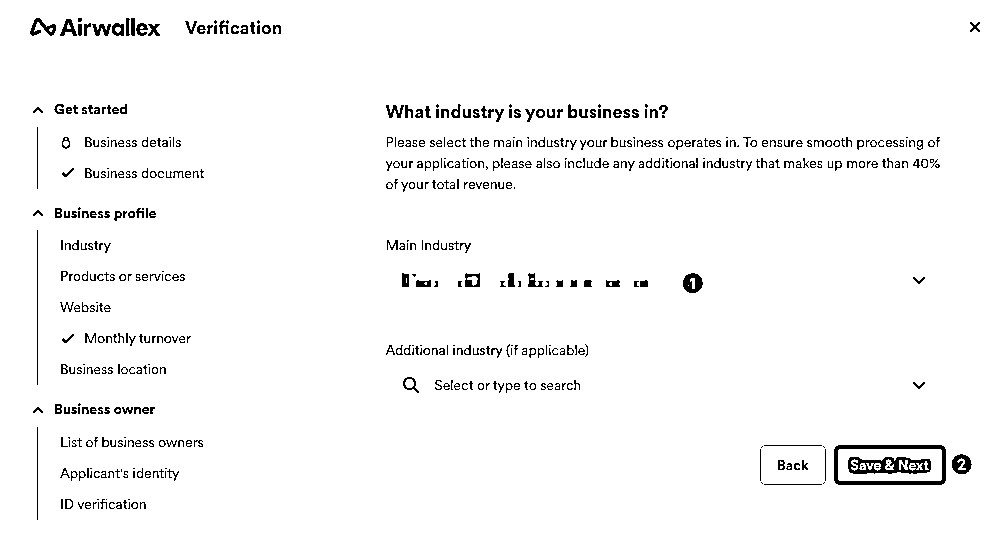 Airwallex Verification
Get started
Business details
Business document
Business profile
Industry
Products or services
Website
Monthly turnover
Business location
Business owner
List of business owners
Applicant's identity
ID verification
What industry is your business in?
Please select the main industry your business operates in. To ensure smooth processing of
your application, please also include any additional industry that makes up more than 40%
of your total revenue.
Main Industry
1
Additional industry (if applicable)
Select or type to search
Back
Save & Next
2